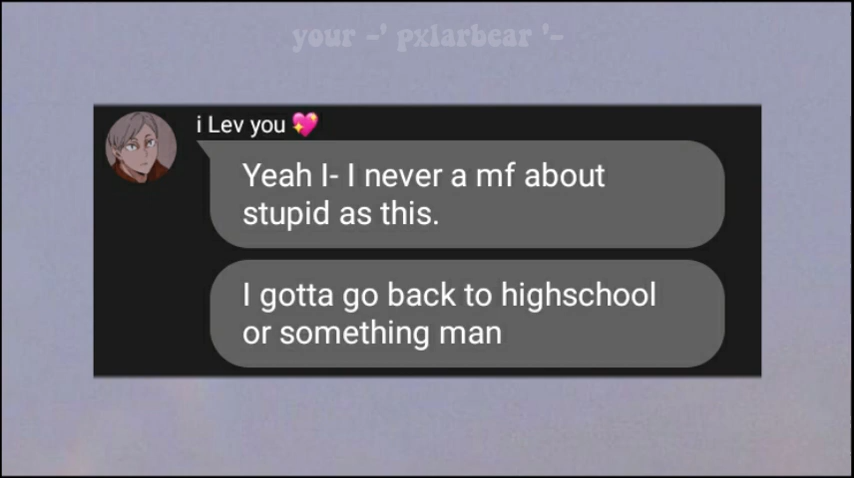 your -' pxlarbear '-
i Lev you 💖
Yeah I- I never a mf about
stupid as this.
I gotta go back to highschool
or something man